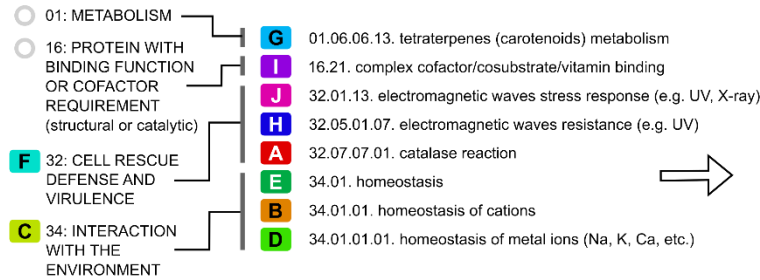 01: METABOLISM
16: PROTEIN WITH
BINDING FUNCTION
OR COFACTOR
REQUIREMENT
(structural or catalytic)
F 32: CELL RESCUE
DEFENSE AND
VIRULENCE
C 34: INTERACTION
WITH THE
ENVIRONMENT
G 01.06.06.13. tetraterpenes (carotenoids) metabolism
I 16.21. complex cofactor/cosubstrate/vitamin binding
J 32.01.13. electromagnetic waves stress response (e.g. UV, X-ray)
H 32.05.01.07. electromagnetic waves resistance (e.g. UV)
A 32.07.07.01. catalase reaction
E 34.01. homeostasis
B 34.01.01. homeostasis of cations
D 34.01.01.01. homeostasis of metal ions (Na, K, Ca, etc.)